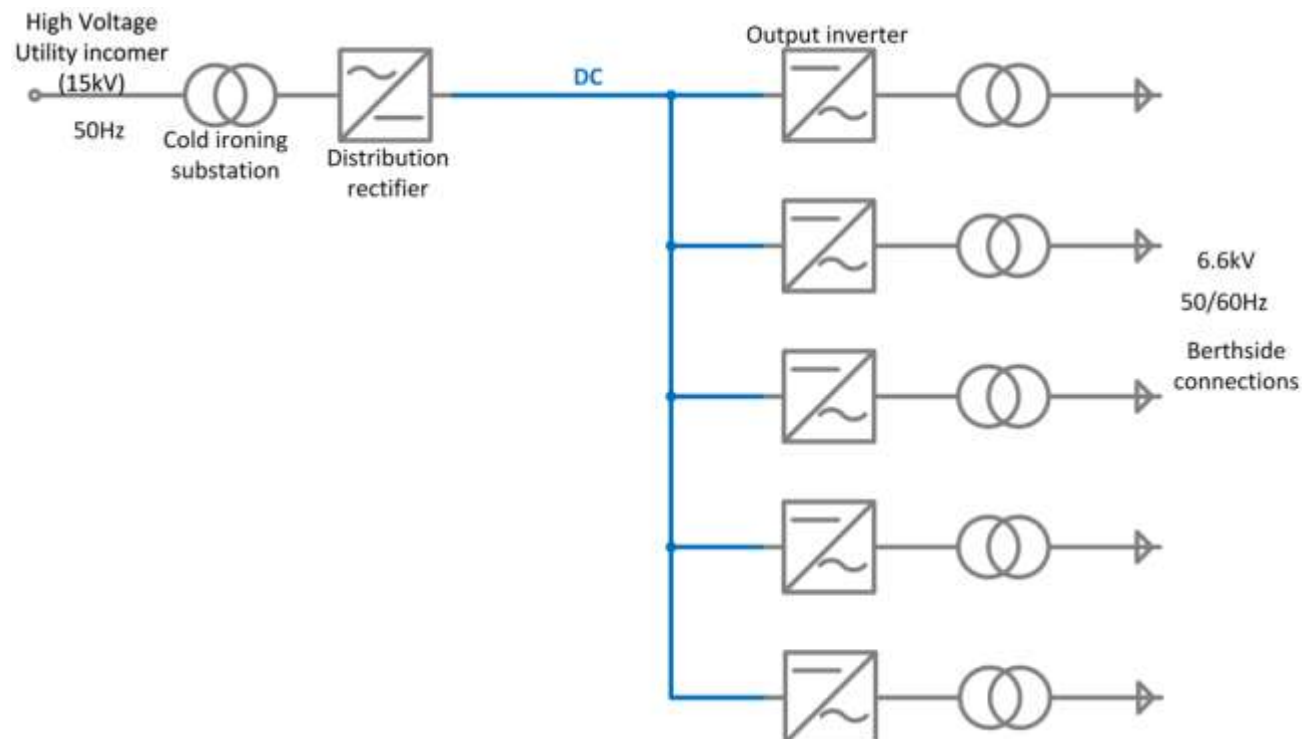 High Voltage
Utility incomer
(15kV)
50Hz
Cold ironing
substation
Distribution
rectifier
DC
Output inverter
6.6kV
50/60Hz
Berthside
connections